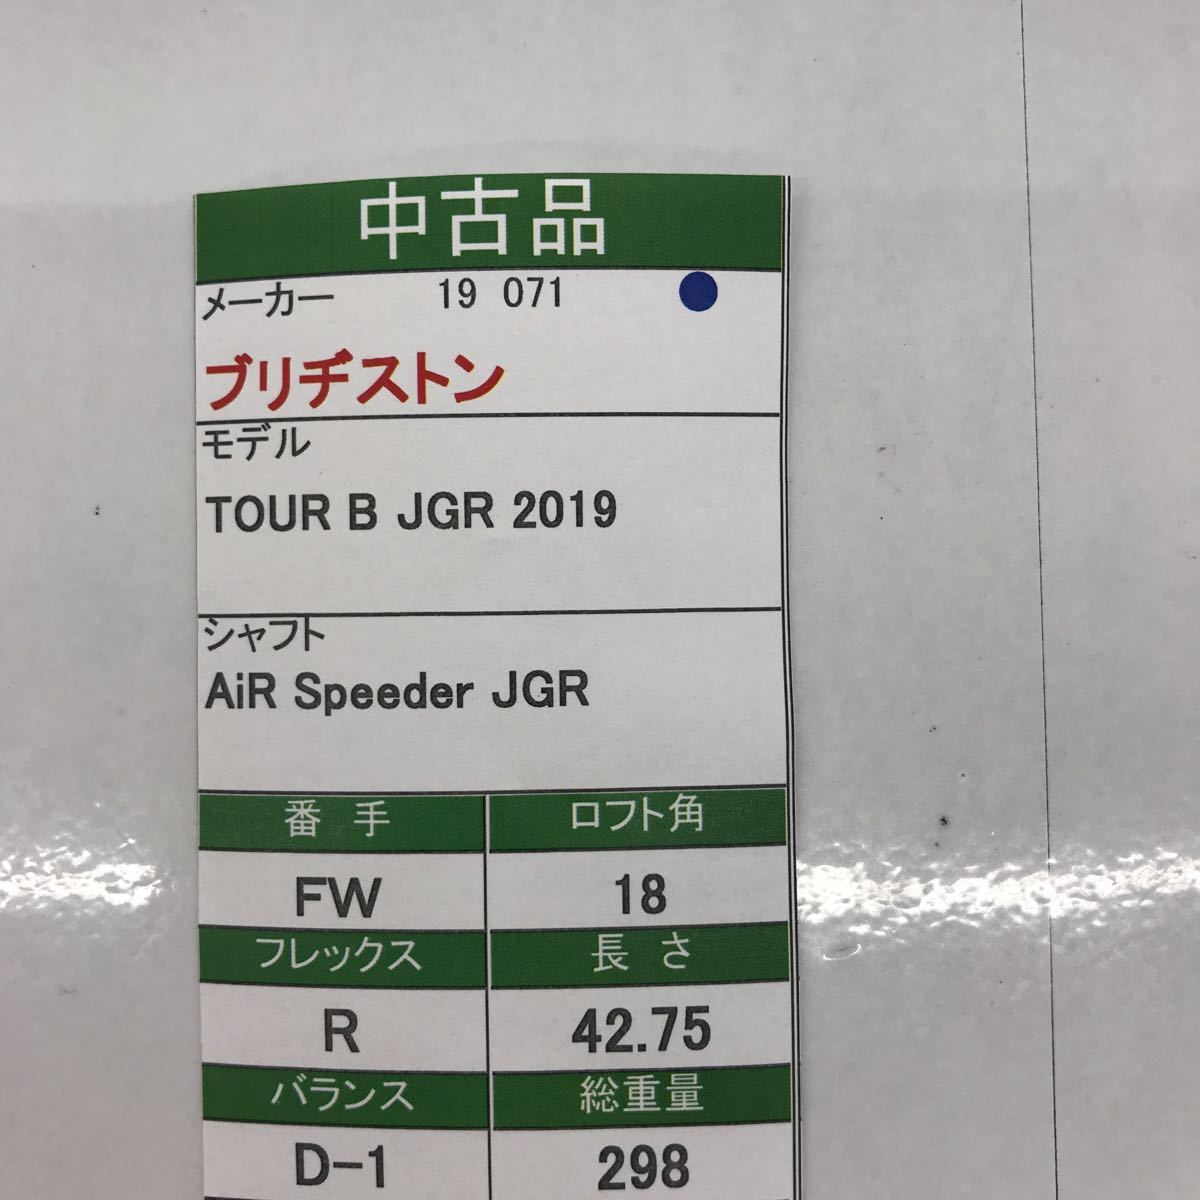 中古品
メーカー 19 071
ブリヂストン
モデル
TOUR B JGR 2019
シャフト
AiR Speeder JGR
番手 ロフト角
FW 18
フレックス 長さ
R 42.75
バランス 総重量
D-1 298